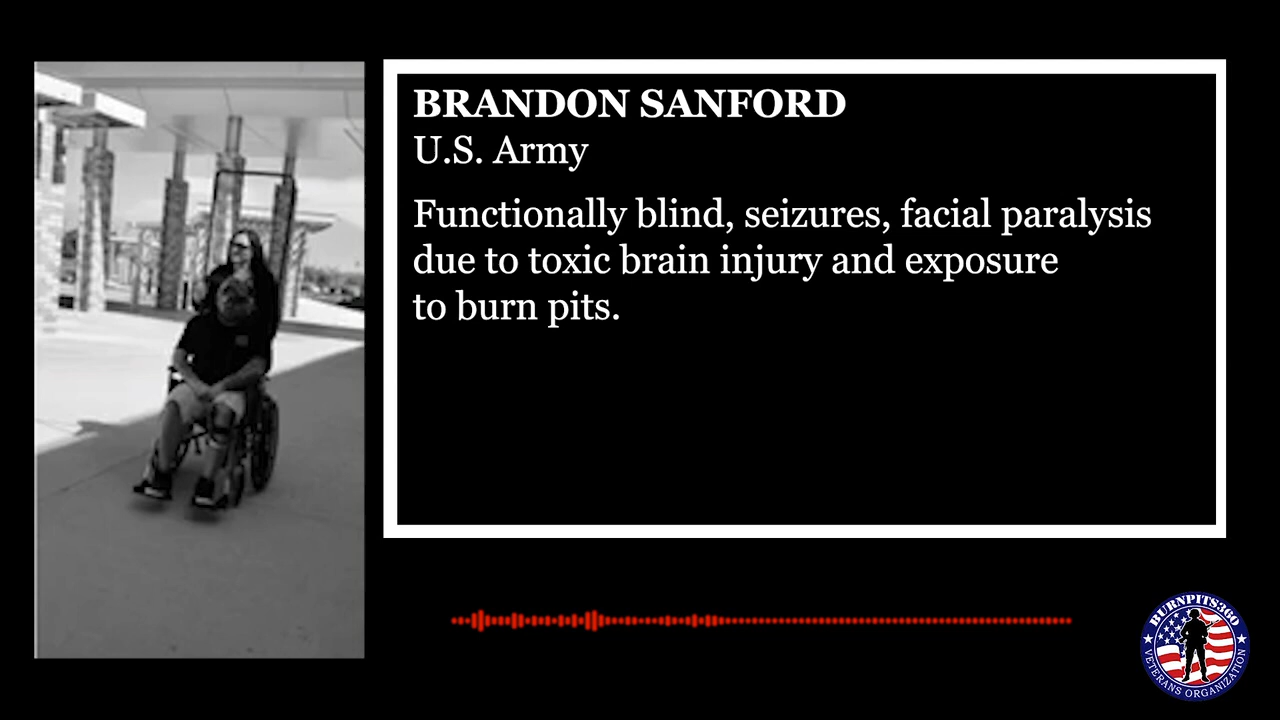 BRANDON SANFORD
U.S. Army
Functionally blind, seizures, facial paralysis
due to toxic brain injury and exposure
to burn pits.
BURNPITS360
VETERANS ORGANIZATION